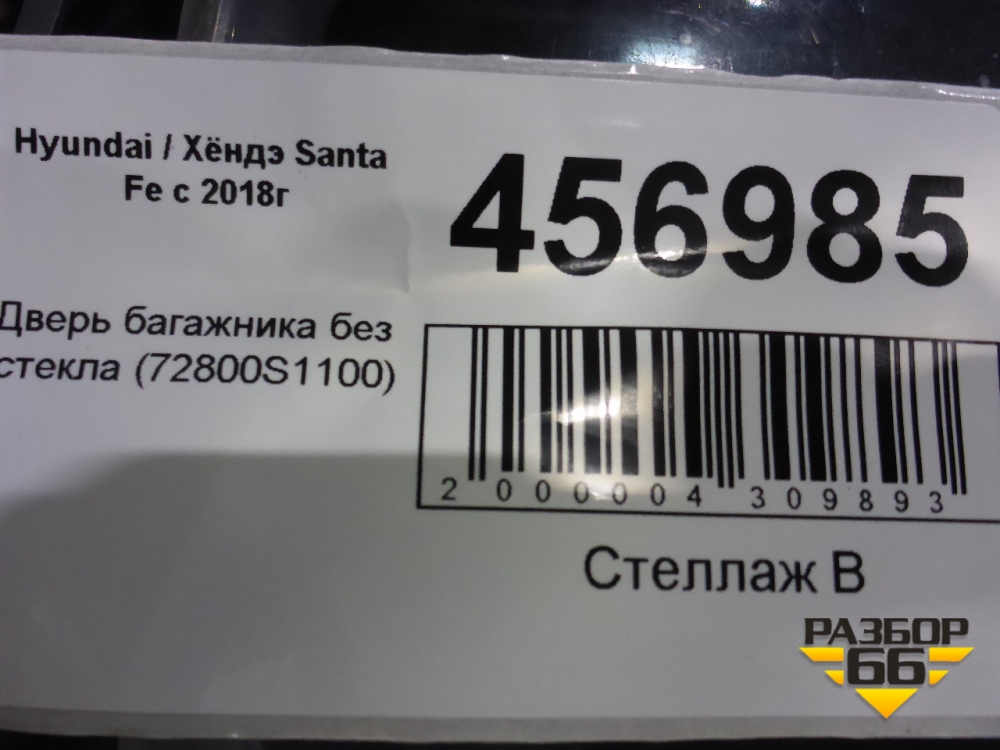 Hyundai / Хёндэ Santa
Fe с 2018г
456985
Дверь багажника без
стекла (72800S1100)
2 000004 309893
Стеллаж В
РАЗБОР
66